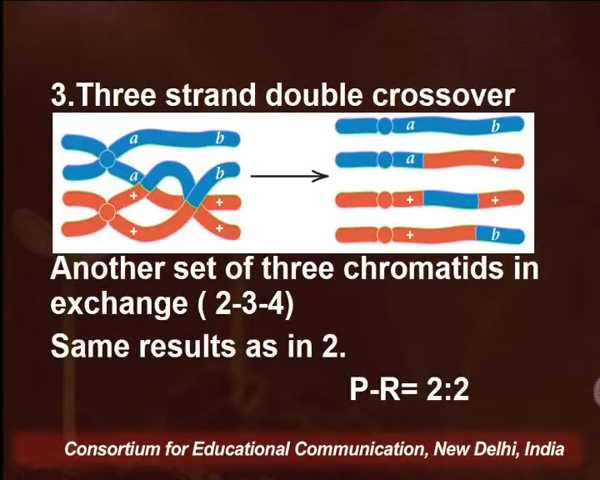 3.Three strand double crossover
a b
a b
+ +
+ +
a b
a +
+ +
+ b
Another set of three chromatids in
exchange ( 2-3-4)
Same results as in 2.
P-R= 2:2
Consortium for Educational Communication, New Delhi, India